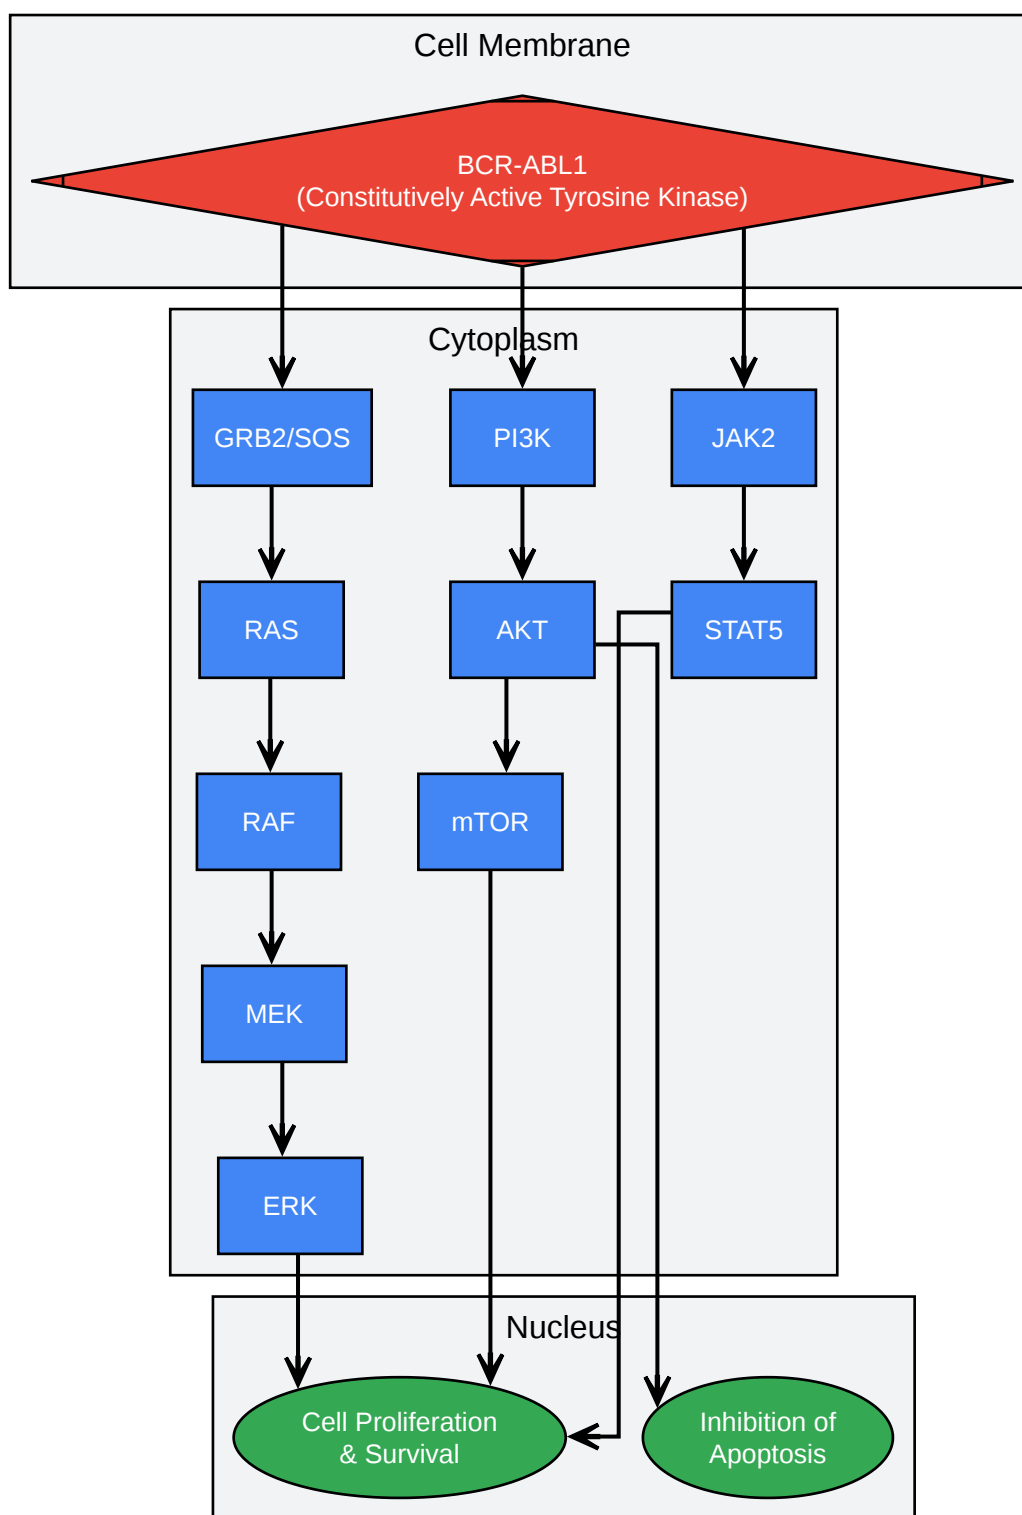 Cell Membrane
BCR-ABL1
(Constitutively Active Tyrosine Kinase)
Cytoplasm
GRB2/SOS
PI3K
JAK2
RAS
AKT
STAT5
RAF
mTOR
MEK
ERK
Nucleus
Cell Proliferation
& Survival
Inhibition of
Apoptosis